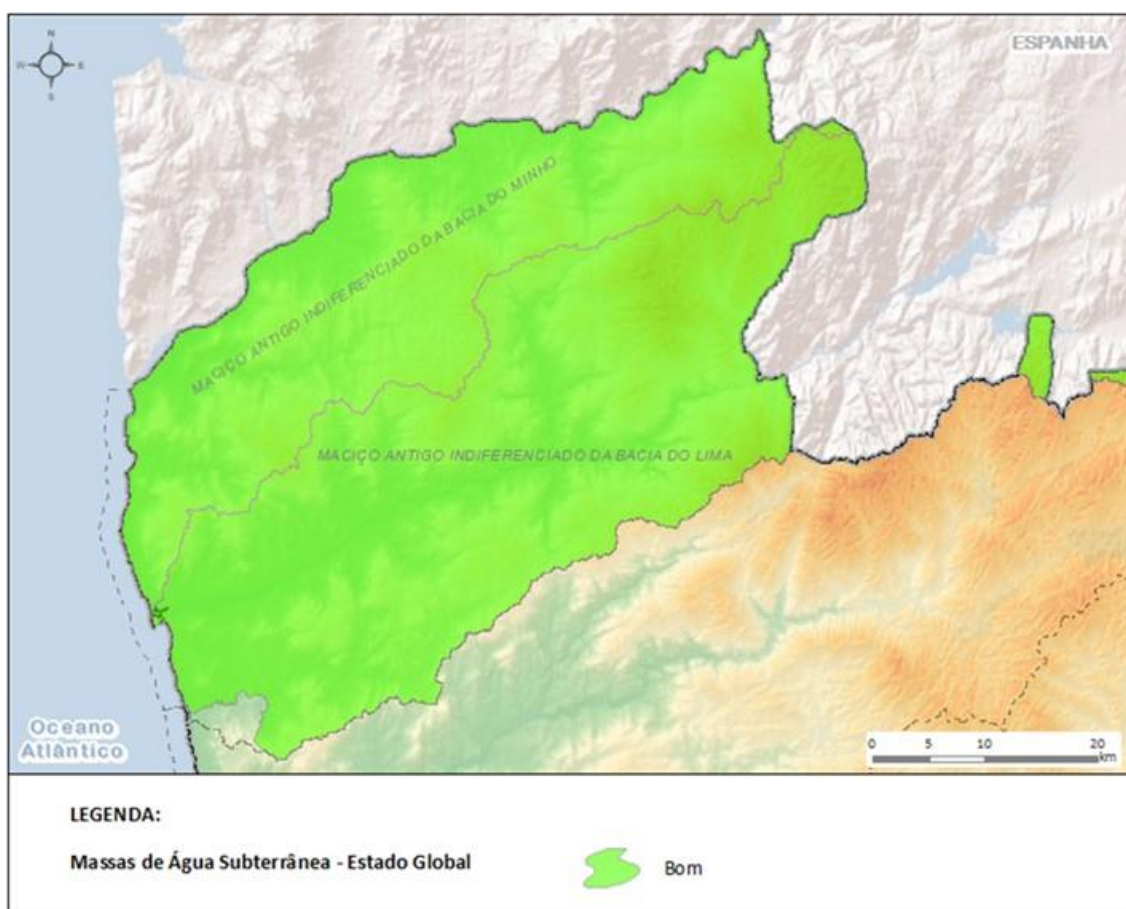 N
W E
S
ESPANHA
MACIÇO ANTIGO INDIFERENCIADO DA BACIA DO MINHO
MACIÇO ANTIGO INDIFERENCIADO DA BACIA DO LIMA
Oceano
Atlântico
0 5 10 20
km
LEGENDA:
Massas de Água Subterrânea - Estado Global
Bom